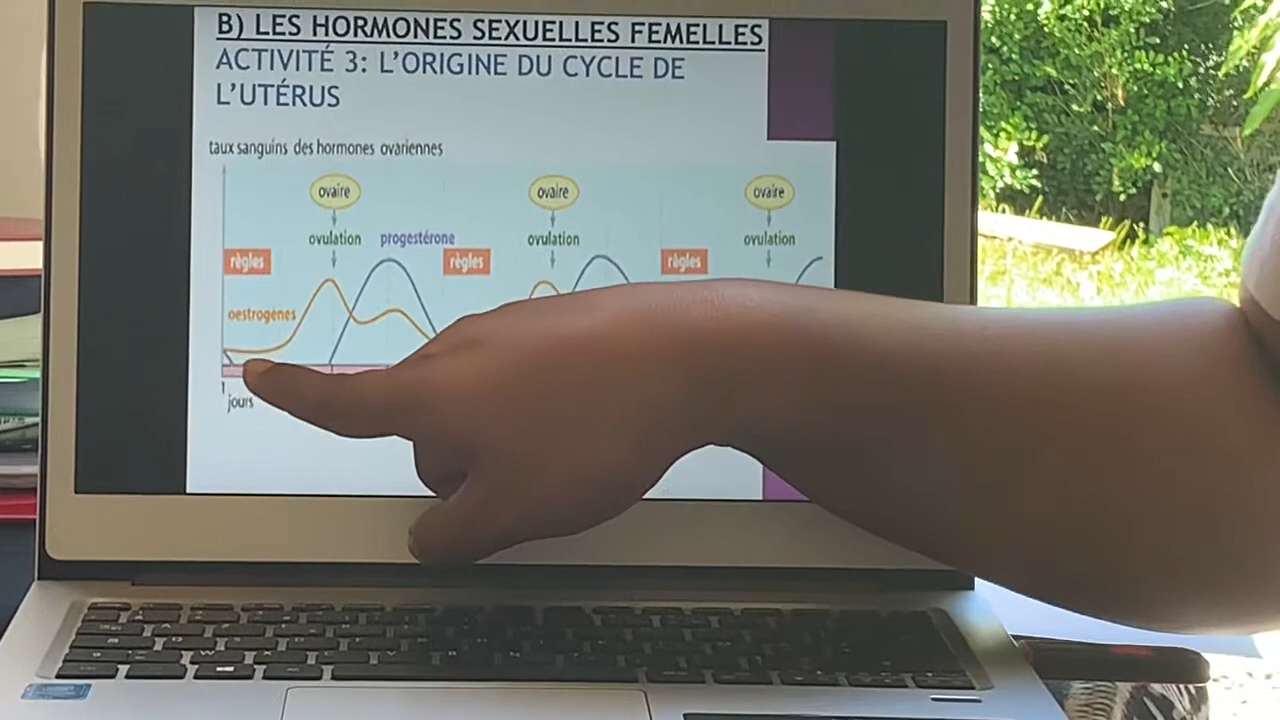 B) LES HORMONES SEXUELLES FEMELLES
ACTIVITÉ 3: L'ORIGINE DU CYCLE DE
L'UTÉRUS
taux sanguins des hormones ovariennes
ovaire ovaire ovaire
ovulation progestérone ovulation ovulation
règles règles règles
oestrogènes
1
jours